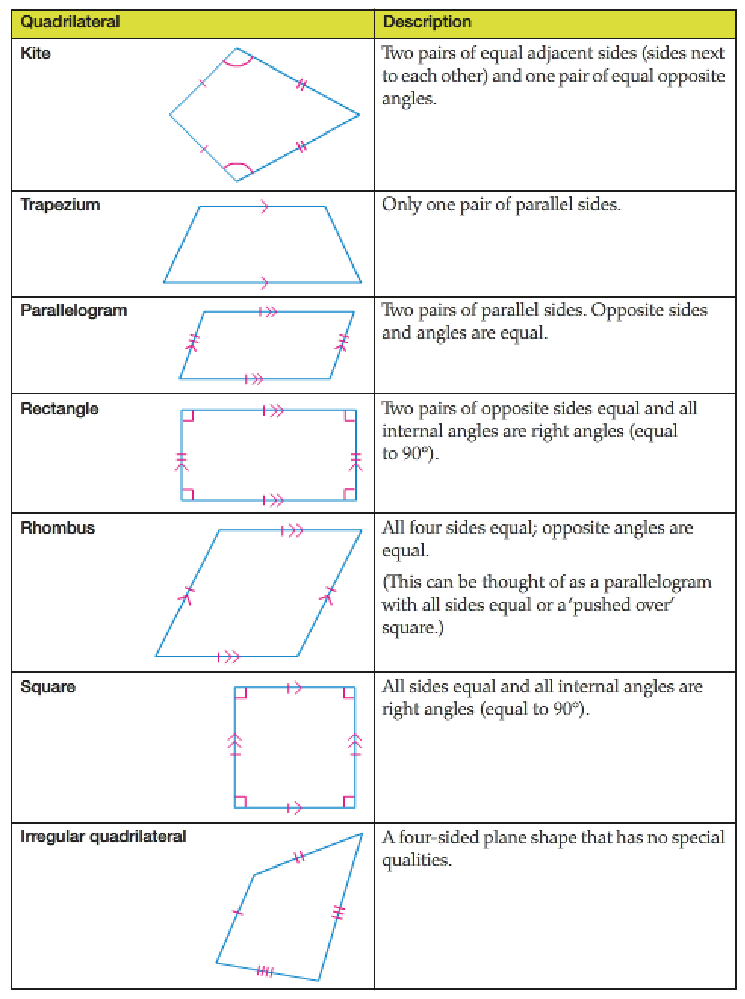 Quadrilateral
Description
Kite
Two pairs of equal adjacent sides (sides next
to each other) and one pair of equal opposite
angles.
Trapezium
Only one pair of parallel sides.
Parallelogram
Two pairs of parallel sides. Opposite sides
and angles are equal.
Rectangle
Two pairs of opposite sides equal and all
internal angles are right angles (equal
to 90°).
Rhombus
All four sides equal; opposite angles are
equal.
(This can be thought of as a parallelogram
with all sides equal or a ‘pushed over’
square.)
Square
All sides equal and all internal angles are
right angles (equal to 90°).
Irregular quadrilateral
A four-sided plane shape that has no special
qualities.